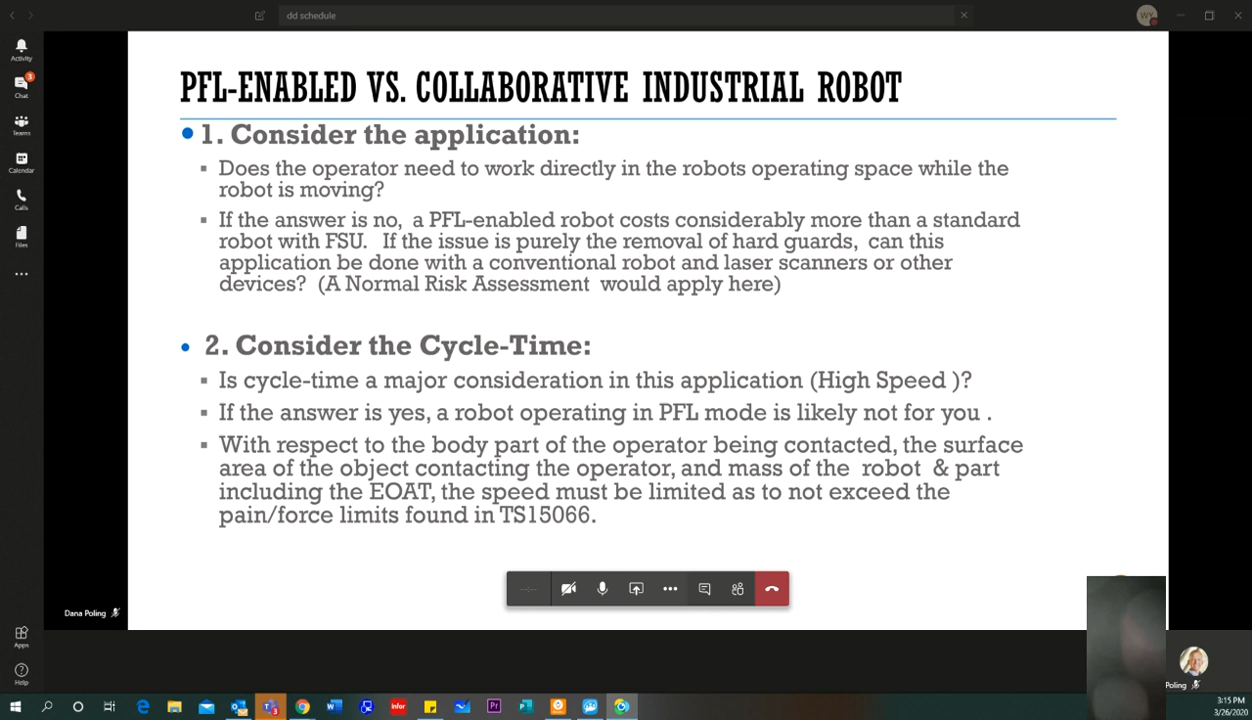 dd schedule
WY
Activity
3
Chat
Teams
Calendar
Calls
Files
PFL-ENABLED VS. COLLABORATIVE INDUSTRIAL ROBOT
1. Consider the application:
Does the operator need to work directly in the robots operating space while the
robot is moving?
If the answer is no, a PFL-enabled robot costs considerably more than a standard
robot with FSU. If the issue is purely the removal of hard guards, can this
application be done with a conventional robot and laser scanners or other
devices? (A Normal Risk Assessment would apply here)
2. Consider the Cycle-Time:
Is cycle-time a major consideration in this application (High Speed )?
If the answer is yes, a robot operating in PFL mode is likely not for you .
With respect to the body part of the operator being contacted, the surface
area of the object contacting the operator, and mass of the robot & part
including the EOAT, the speed must be limited as to not exceed the
pain/force limits found in TS15066.
--:--
Dana Poling
Apps
Help
Poling
infor
Pr
3:15 PM
3/26/2020